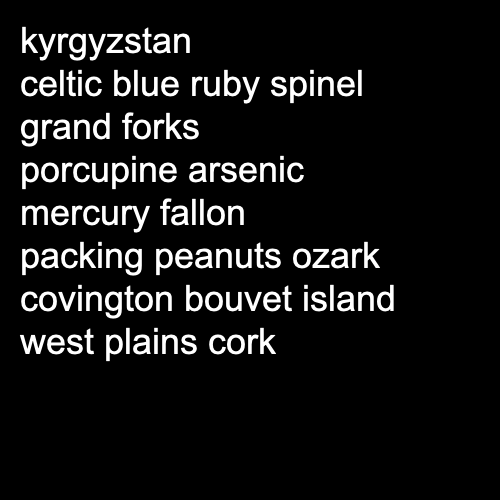 kyrgyzstan
celtic blue ruby spinel
grand forks
porcupine arsenic
mercury fallon
packing peanuts ozark
covington bouvet island
west plains cork